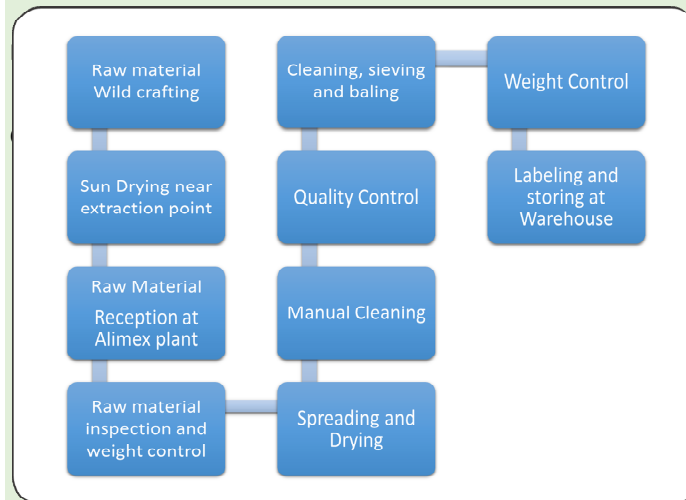 Raw material
Wild crafting
Sun Drying near
extraction point
Raw Material
Reception at
Alimex plant
Raw material
inspection and
weight control
Spreading and
Drying
Manual Cleaning
Quality Control
Cleaning, sieving
and baling
Weight Control
Labeling and
storing at
Warehouse